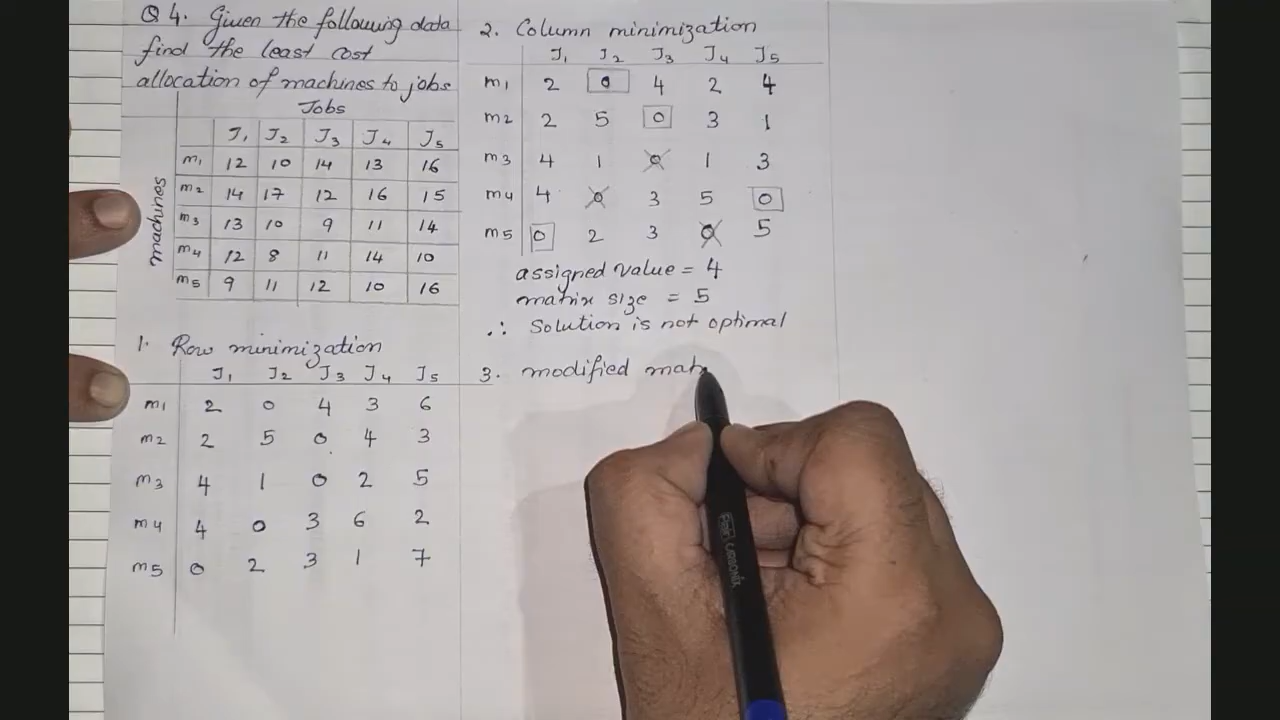 Q 4. Given the following data
find the least cost
allocation of machines to jobs
Jobs
machines
J1 J2 J3 J4 J5
m1 12 10 14 13 16
m2 14 17 12 16 15
m3 13 10 9 11 14
m4 12 8 11 14 10
m5 9 11 12 10 16
1. Row minimization
J1 J2 J3 J4 J5
m1 2 0 4 3 6
m2 2 5 0 4 3
m3 4 1 0 2 5
m4 4 0 3 6 2
m5 0 2 3 1 7
2. Column minimization
J1 J2 J3 J4 J5
m1 2 0 4 2 4
m2 2 5 0 3 1
m3 4 1 0 1 3
m4 4 0 3 5 0
m5 0 2 3 0 5
assigned value = 4
matrix size = 5
∴ Solution is not optimal
3. modified mat